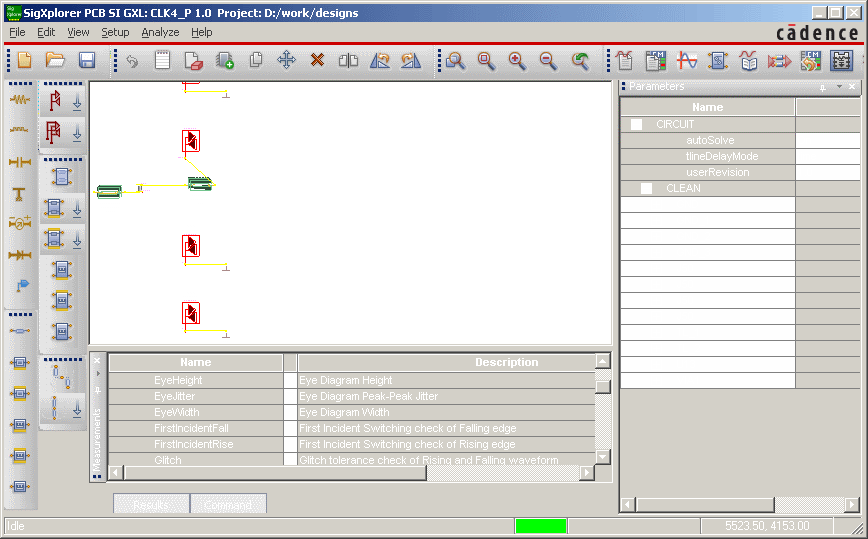 SigXplorer PCB SI GXL: CLK4_P 1.0 Project: D:/work/designs
File Edit View Setup Analyze Help
cādence
Parameters
Name
CIRCUIT
autoSolve
tlineDelayMode
userRevision
CLEAN
Name Description
EyeHeight Eye Diagram Height
EyeJitter Eye Diagram Peak-Peak Jitter
EyeWidth Eye Diagram Width
FirstIncidentFall First Incident Switching check of Falling edge
FirstIncidentRise First Incident Switching check of Rising edge
Glitch Glitch tolerance check of Rising and Falling waveform
Measurements
Results Command
Idle
5523.50, 4153.00